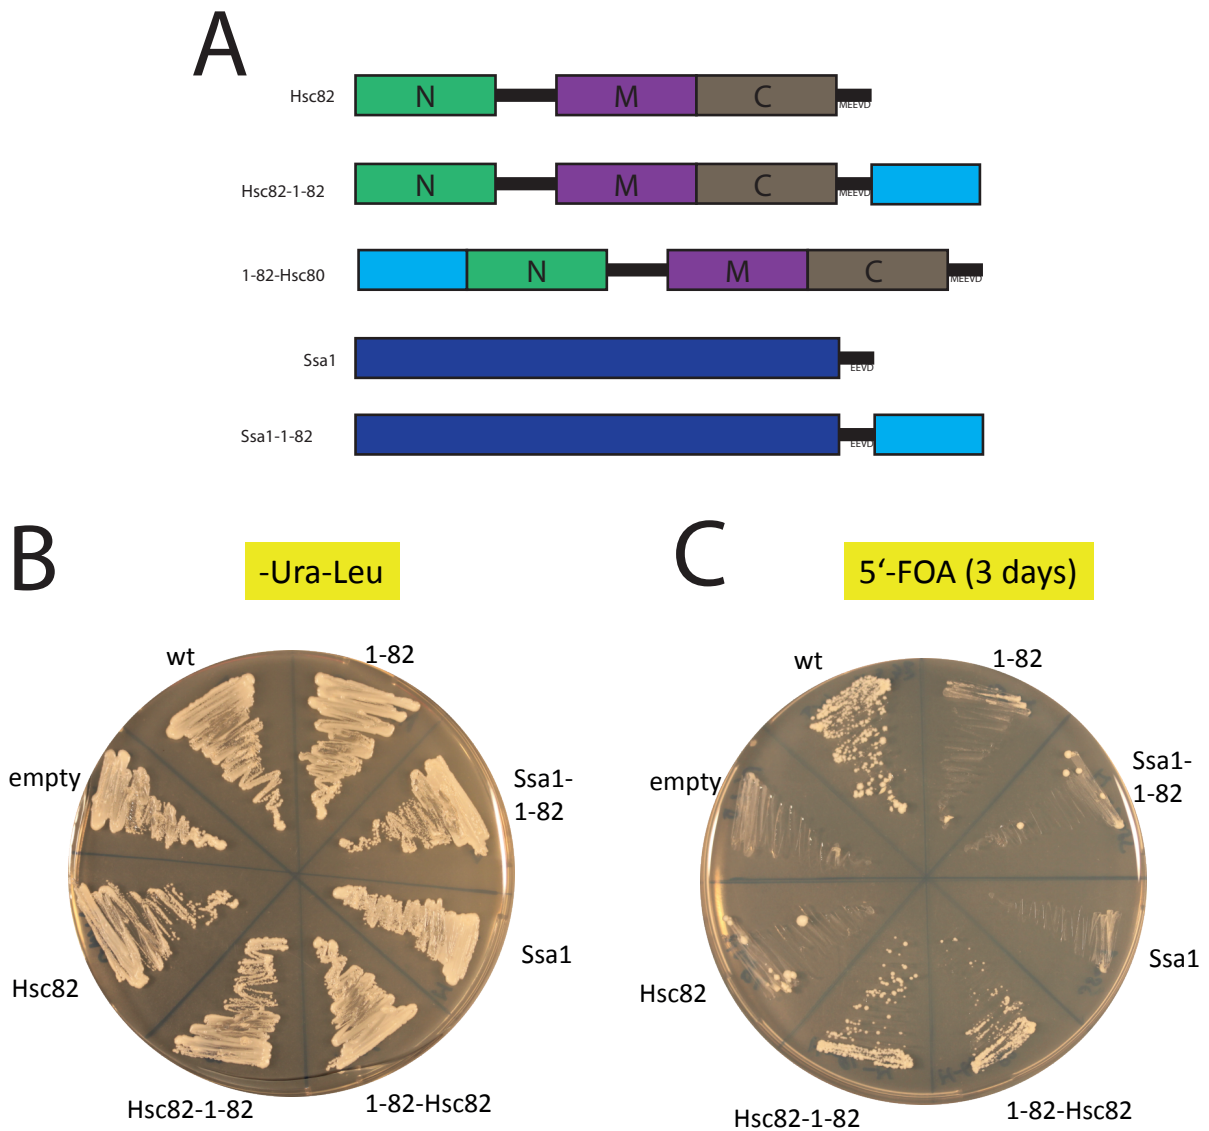 A
Hsc82
N
M
C
MEEVD
Hsc82-1-82
N
M
C
MEEVD
1-82-Hsc80
N
M
C
MEEVD
Ssa1
EEVD
Ssa1-1-82
EEVD
B
-Ura-Leu
wt
1-82
empty
Ssa1-
1-82
Hsc82
Ssa1
Hsc82-1-82
1-82-Hsc82
C
5‘-FOA (3 days)
wt
1-82
empty
Ssa1-
1-82
Hsc82
Ssa1
Hsc82-1-82
1-82-Hsc82